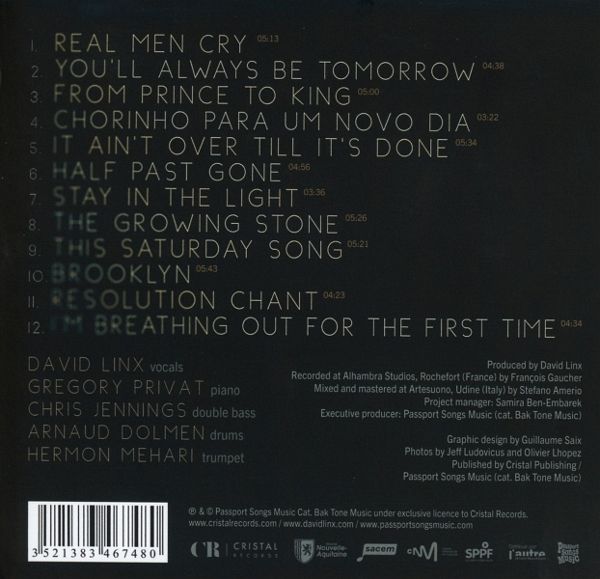 1. REAL MEN CRY 05:13
2. YOU'LL ALWAYS BE TOMORROW 04:38
3. FROM PRINCE TO KING 05:00
4. CHORINHO PARA UM NOVO DIA 03:22
5. IT AIN'T OVER TILL IT'S DONE 05:34
6. HALF PAST GONE 04:56
7. STAY IN THE LIGHT 03:36
8. THE GROWING STONE 05:26
9. THIS SATURDAY SONG 05:21
10. BROOKLYN 05:43
11. RESOLUTION CHANT 04:23
12. I'M BREATHING OUT FOR THE FIRST TIME 04:34
DAVID LINX vocals
GREGORY PRIVAT piano
CHRIS JENNINGS double bass
ARNAUD DOLMEN drums
HERMON MEHARI trumpet
Produced by David Linx
Recorded at Alhambra Studios, Rochefort (France) by François Gaucher
Mixed and mastered at Artesuono, Udine (Italy) by Stefano Amerio
Project manager: Samira Ben-Embarek
Executive producer: Passport Songs Music (cat. Bak Tone Music)
Graphic design by Guillaume Saix
Photos by Jeff Ludovicus and Olivier Lhopez
Published by Cristal Publishing /
Passport Songs Music (cat. Bak Tone Music)
℗ & © Passport Songs Music Cat. Bak Tone Music under exclusive licence to Cristal Records.
www.cristalrecords.com / www.davidlinx.com / www.passportsongsmusic.com
3 521383 467480
CR CRISTAL RECORDS
Nouvelle-Aquitaine
sacem
CNM
SPPF
l'autre
Passport Songs Music